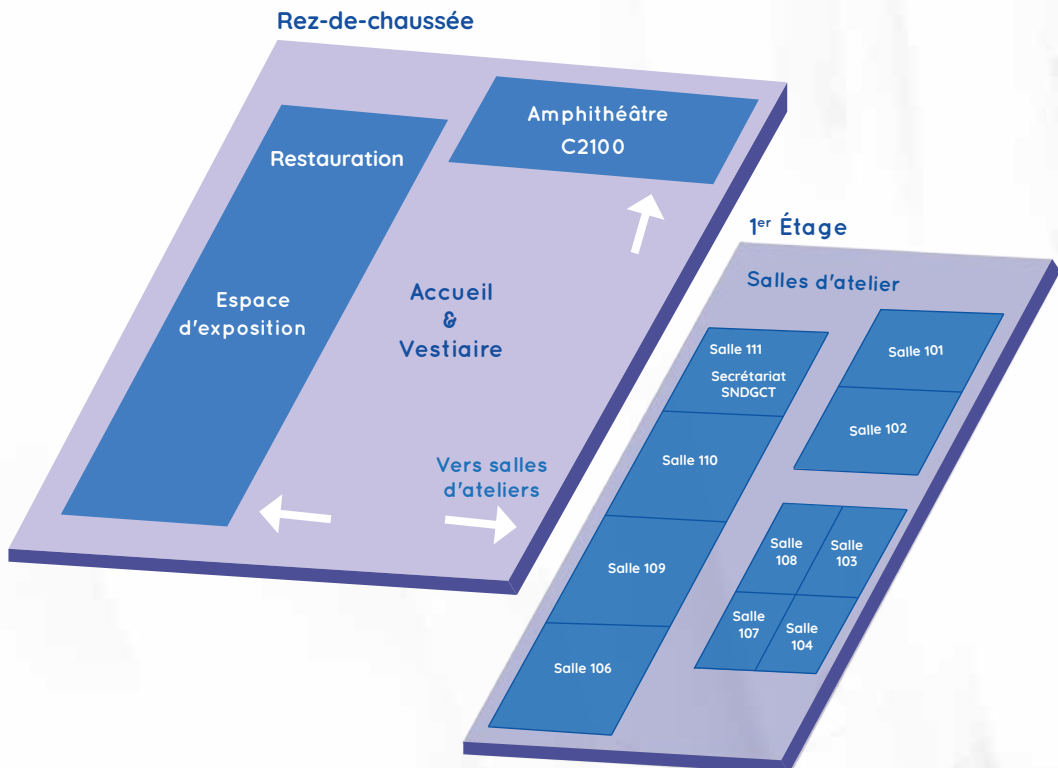 Rez-de-chaussée
Amphithéâtre
C2100
Restauration
Espace
d'exposition
Accueil
&
Vestiaire
Vers salles
d'ateliers
1er Étage
Salles d'atelier
Salle 111
Secrétariat
SNDGCT
Salle 101
Salle 102
Salle 110
Salle 109
Salle 106
Salle
108
Salle
103
Salle
107
Salle
104